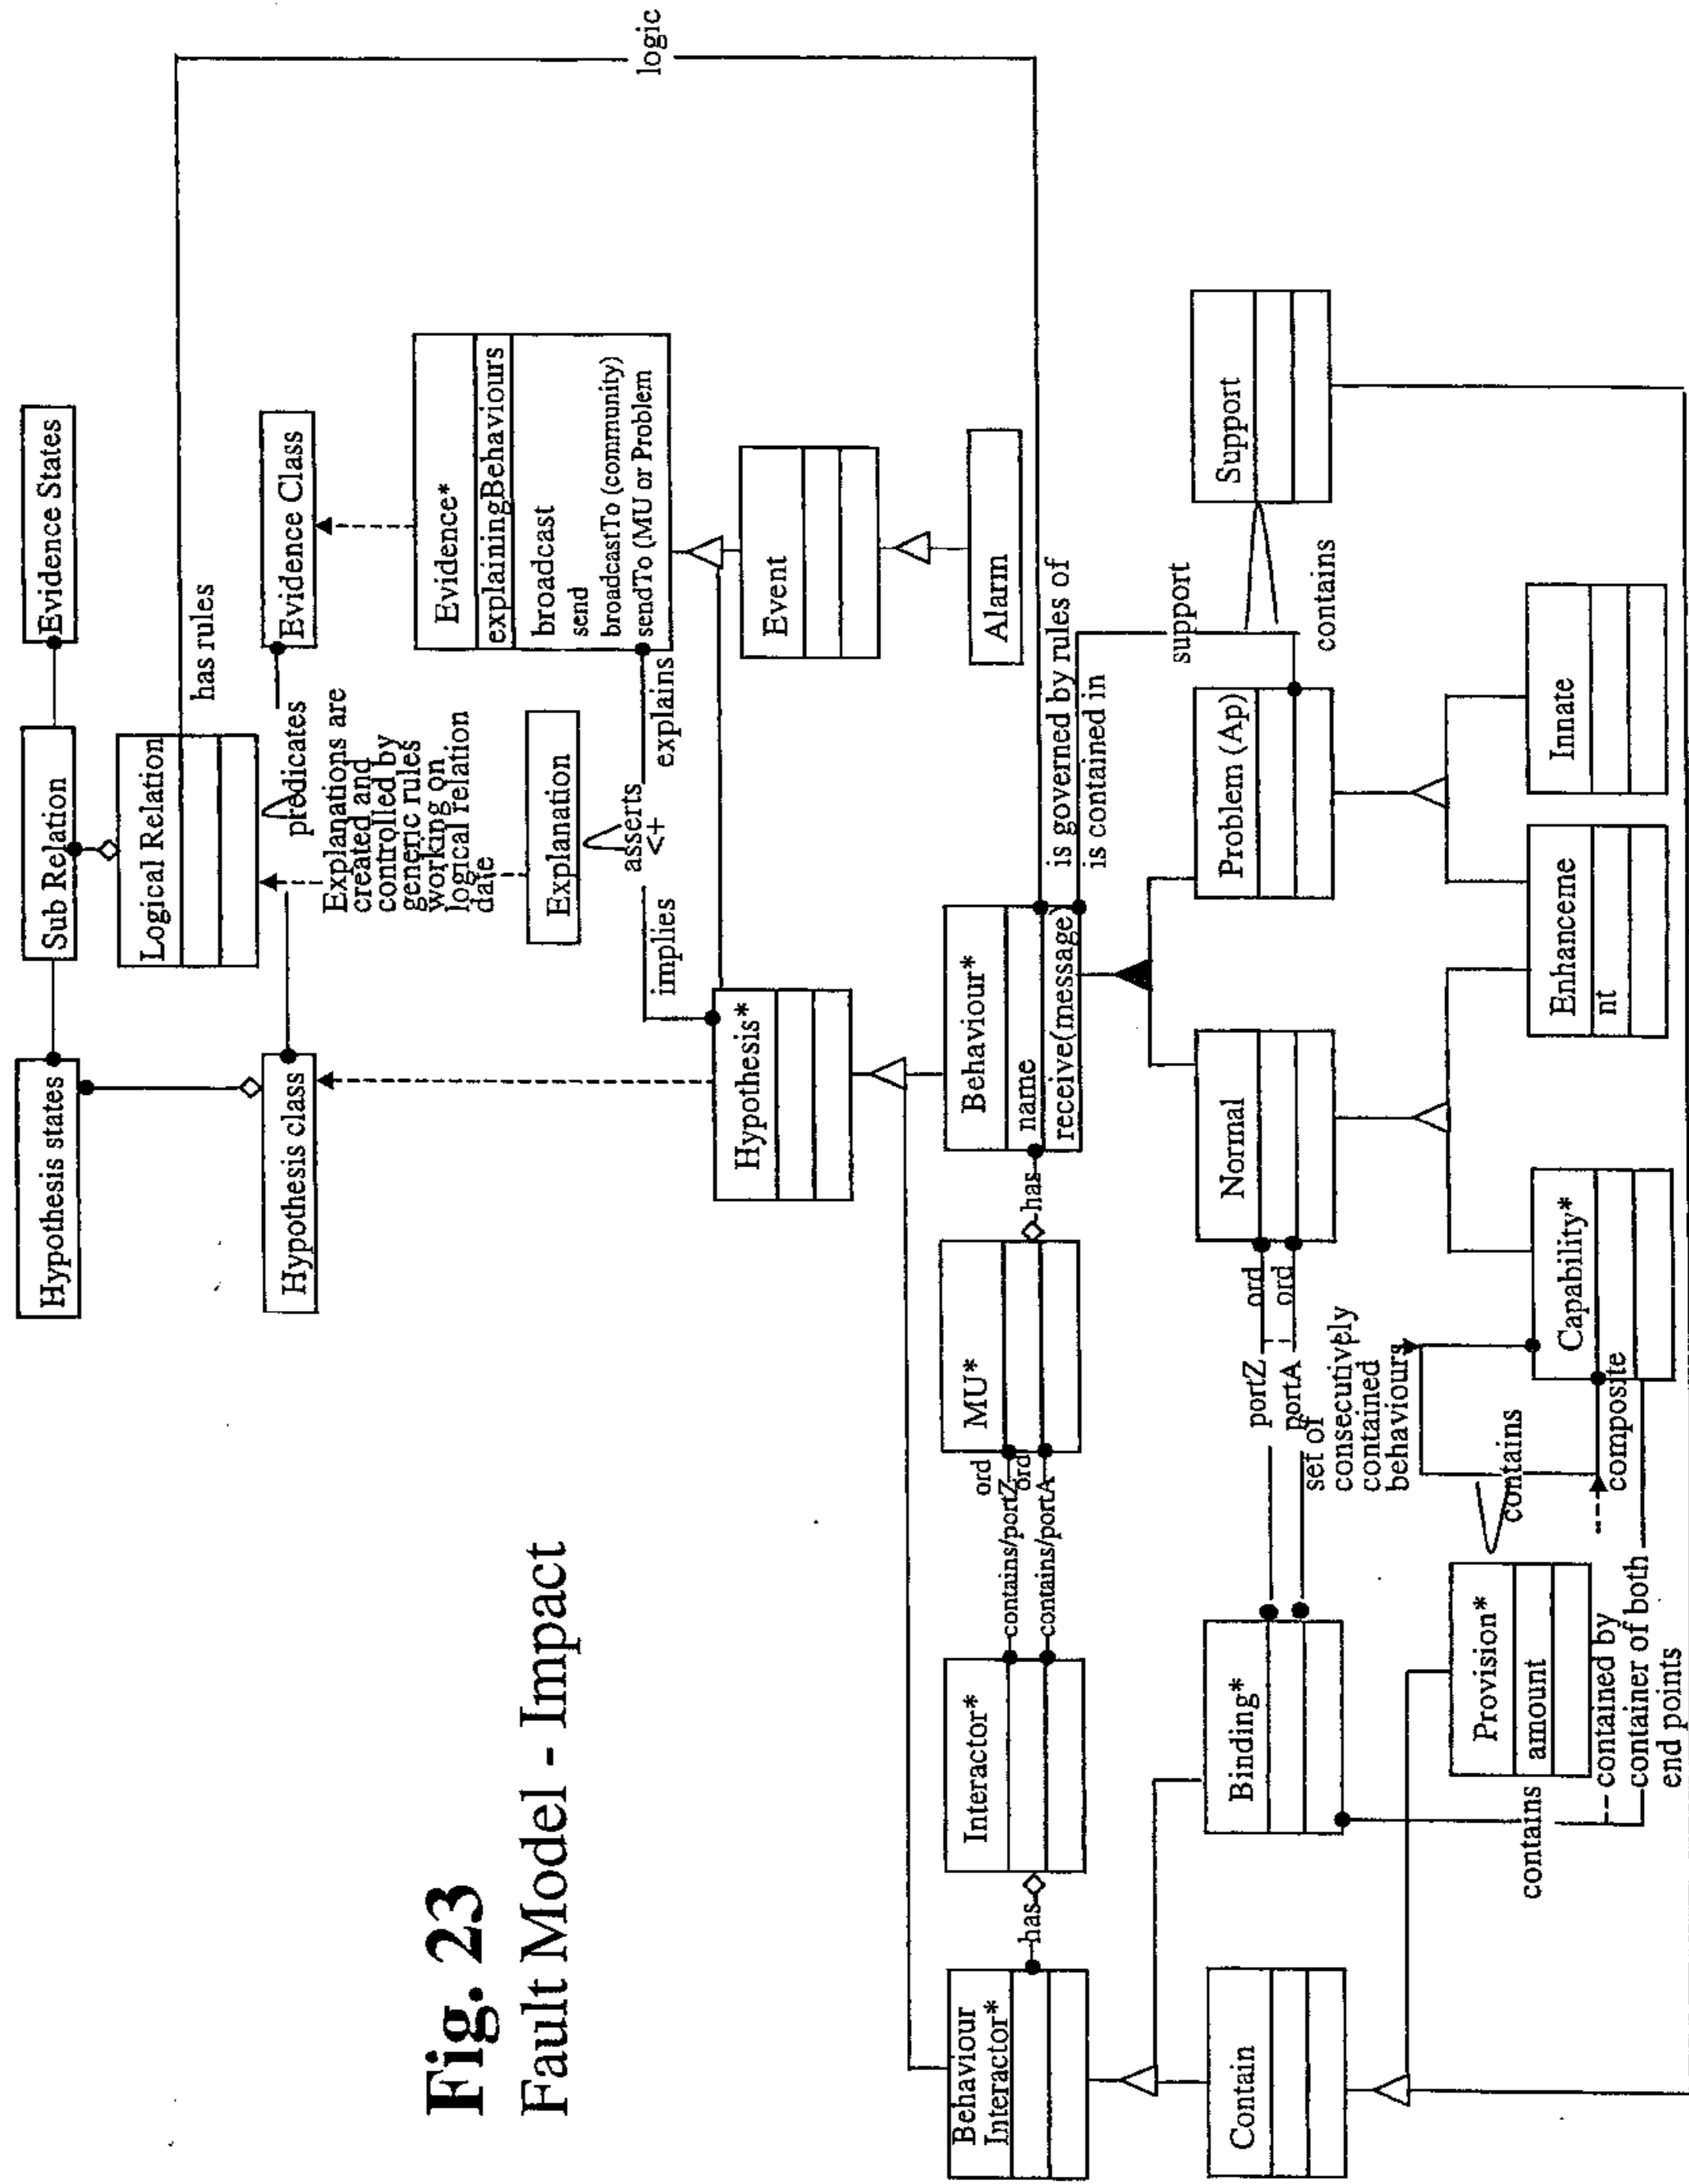 Fig. 23
Fault Model - Impact
Hypothesis states
Sub Relation
Evidence States
Logical Relation
has rules
logic
Hypothesis class
predicates
Evidence Class
Explanations are
created and
controlled by
generic rules
working on
logical relation
date
Evidence*
explainingBehaviours
broadcast
send
broadcastTo (community)
sendTo (MU or Problem
Explanation
asserts
<+
implies
explains
Hypothesis*
Event
Alarm
Behaviour
Interactor*
has
Interactor*
contains/portZ
contains/portA
ord
ord
MU*
has
Behaviour*
name
receive(message)
is governed by rules of
is contained in
support
contains
Support
Contain
Binding*
portZ
portA
ord
ord
set of
consecutively
contained
behaviours
Normal
Problem (Ap)
contains
Provision*
amount
contained by
container of both
end points
contains
composite
Capability*
Enhanceme
nt
Innate